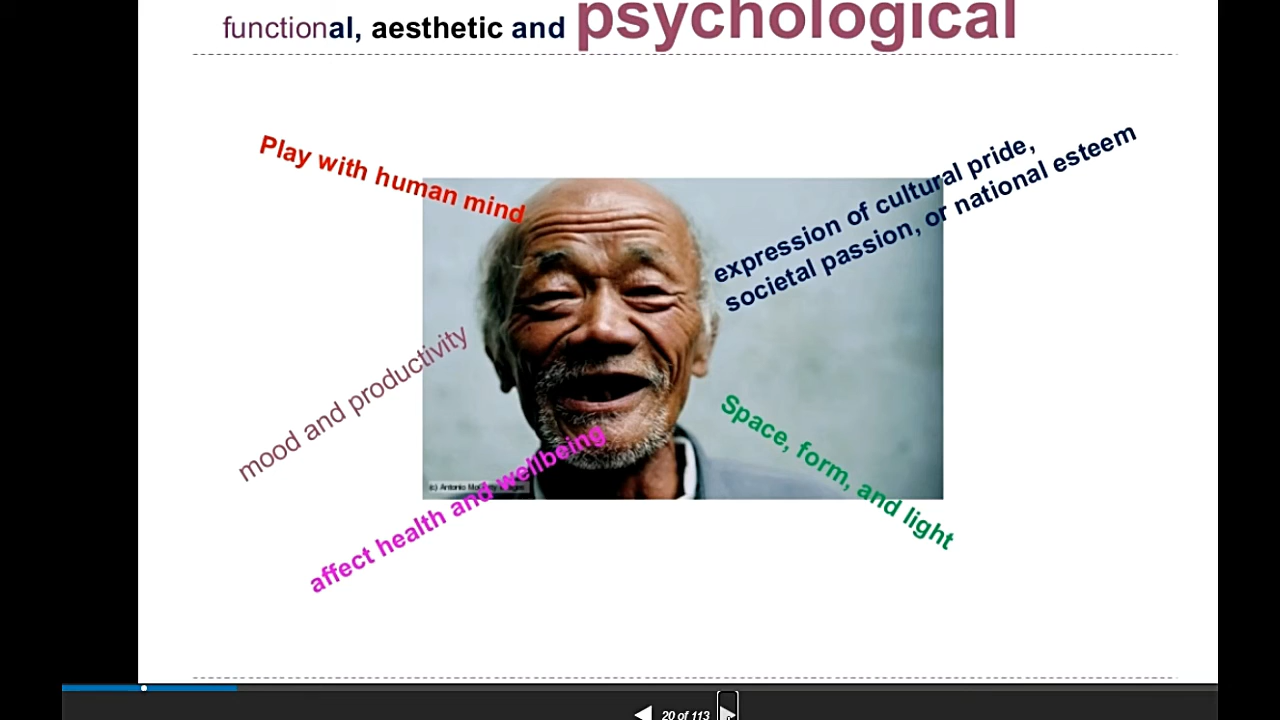 functional, aesthetic and psychological
Play with human mind
expression of cultural pride,
societal passion, or national esteem
mood and productivity
Space, form, and light
affect health and wellbeing
(c) Antonio
20 of 113